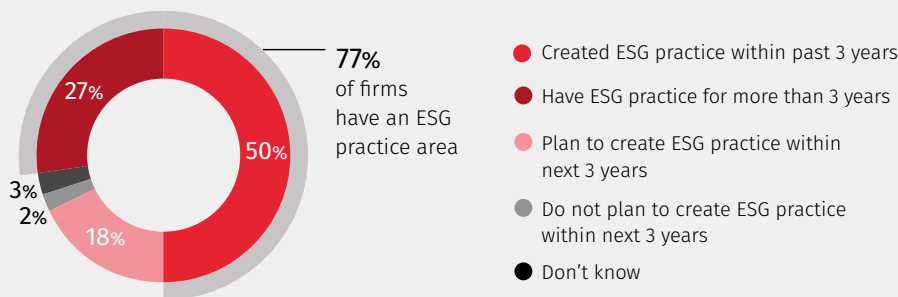 77%
of firms
have an ESG
practice area
27%
50%
3%
2%
18%
Created ESG practice within past 3 years
Have ESG practice for more than 3 years
Plan to create ESG practice within
next 3 years
Do not plan to create ESG practice
within next 3 years
Don't know